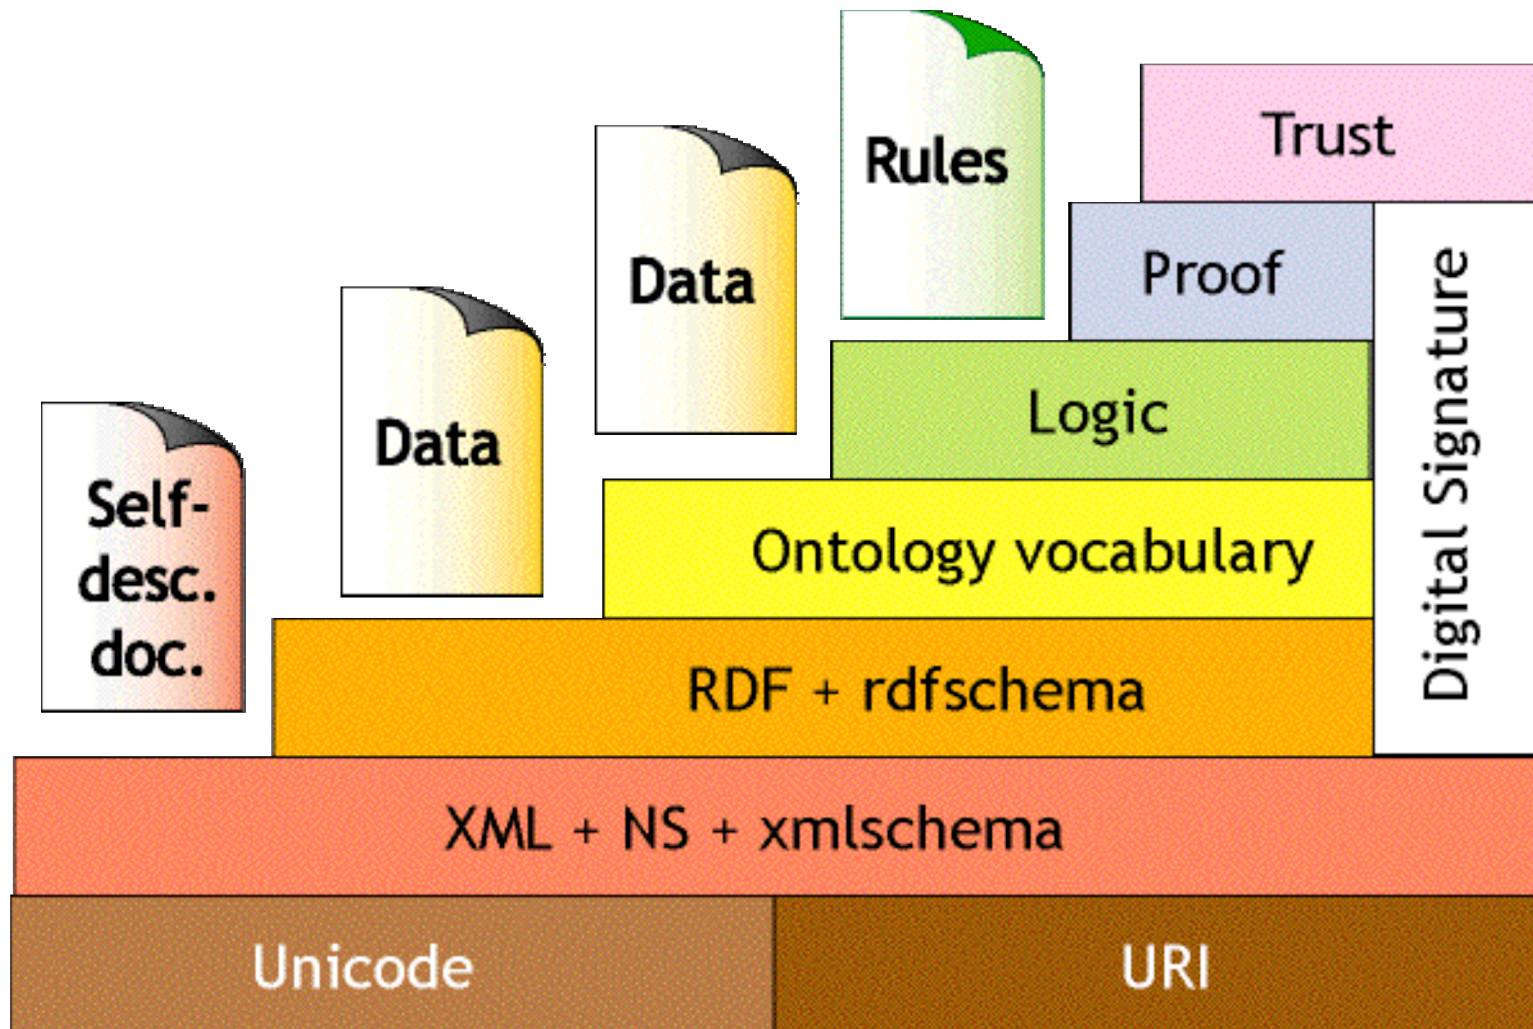 Rules
Trust
Data
Proof
Data
Logic
Self-
desc.
doc.
Ontology vocabulary
Digital Signature
RDF + rdfschema
XML + NS + xmlschema
Unicode
URI